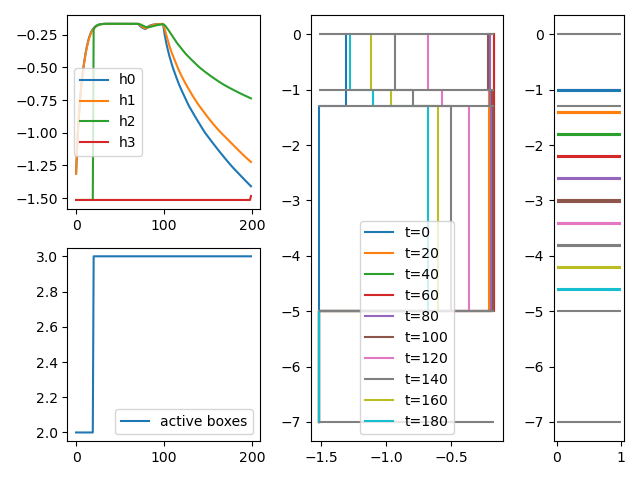 −0.25
−0.50
−0.75
−1.00
−1.25
−1.50
h0
h1
h2
h3
0
100
200
3.0
2.8
2.6
2.4
2.2
2.0
active boxes
0
100
200
0
−1
−2
−3
−4
−5
−6
−7
t=0
t=20
t=40
t=60
t=80
t=100
t=120
t=140
t=160
t=180
−1.5
−1.0
−0.5
0
−1
−2
−3
−4
−5
−6
−7
0
1